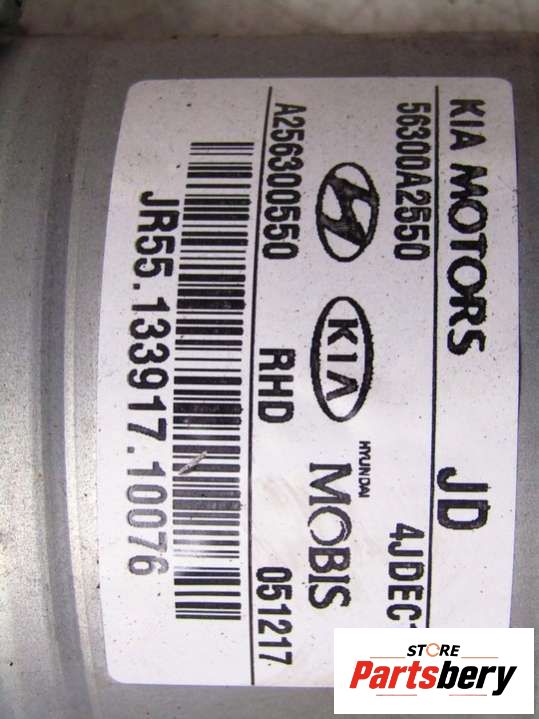 KIA MOTORS JD
56300A2550 4JDEC
KIA HYUNDAI MOBIS
A256300550 RHD 051217
JR55.133917.10076
STORE
Partsbery